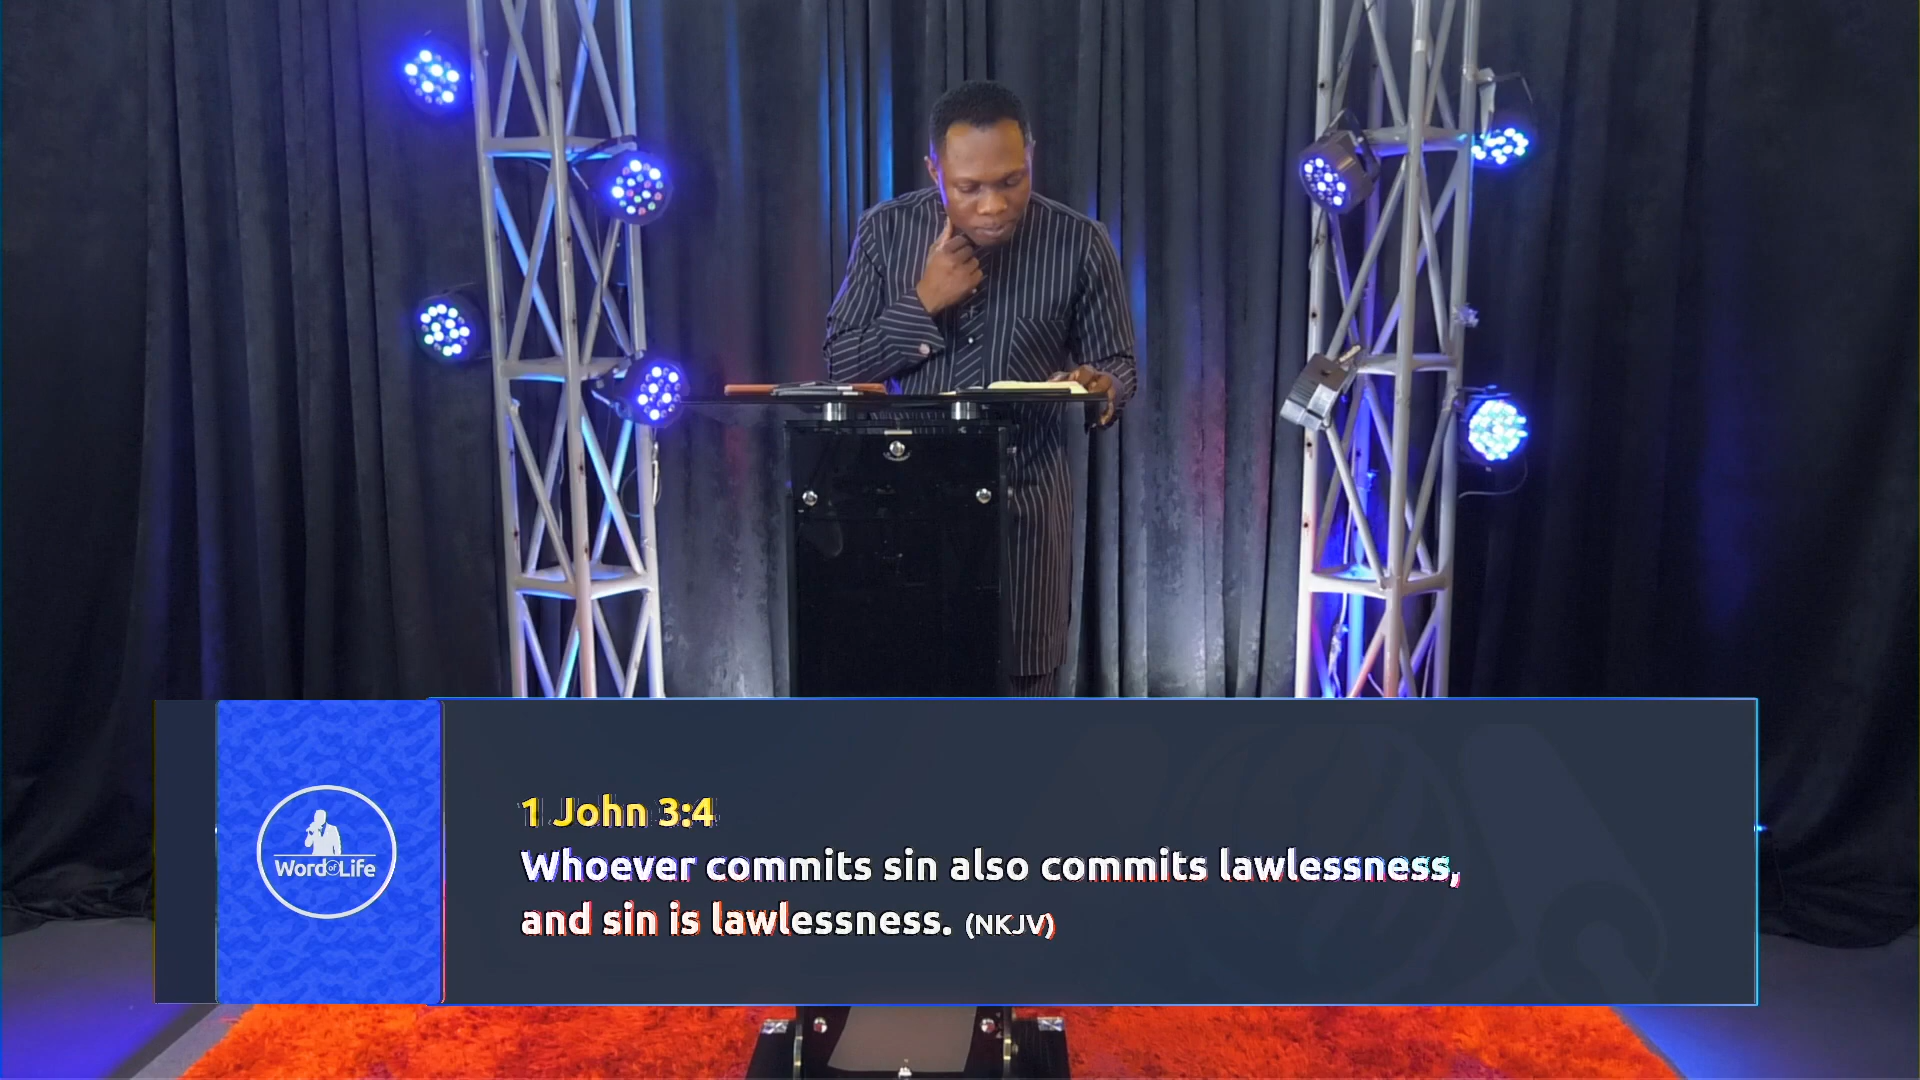 Word of Life
1 John 3:4
Whoever commits sin also commits lawlessness,
and sin is lawlessness. (NKJV)